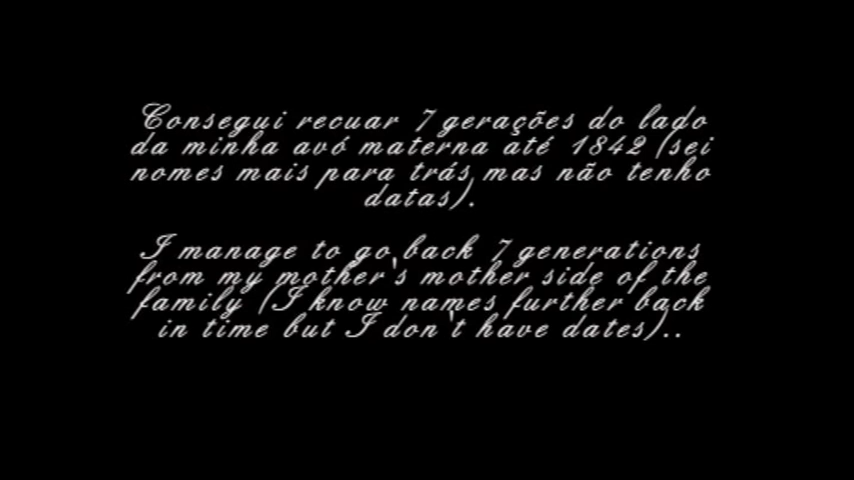 Consegui recuar 7 gerações do lado
da minha avó materna até 1842 (sei
nomes mais para trás mas não tenho
datas).
I manage to go back 7 generations
from my mother's mother side of the
family (I know names further back
in time but I don't have dates)..